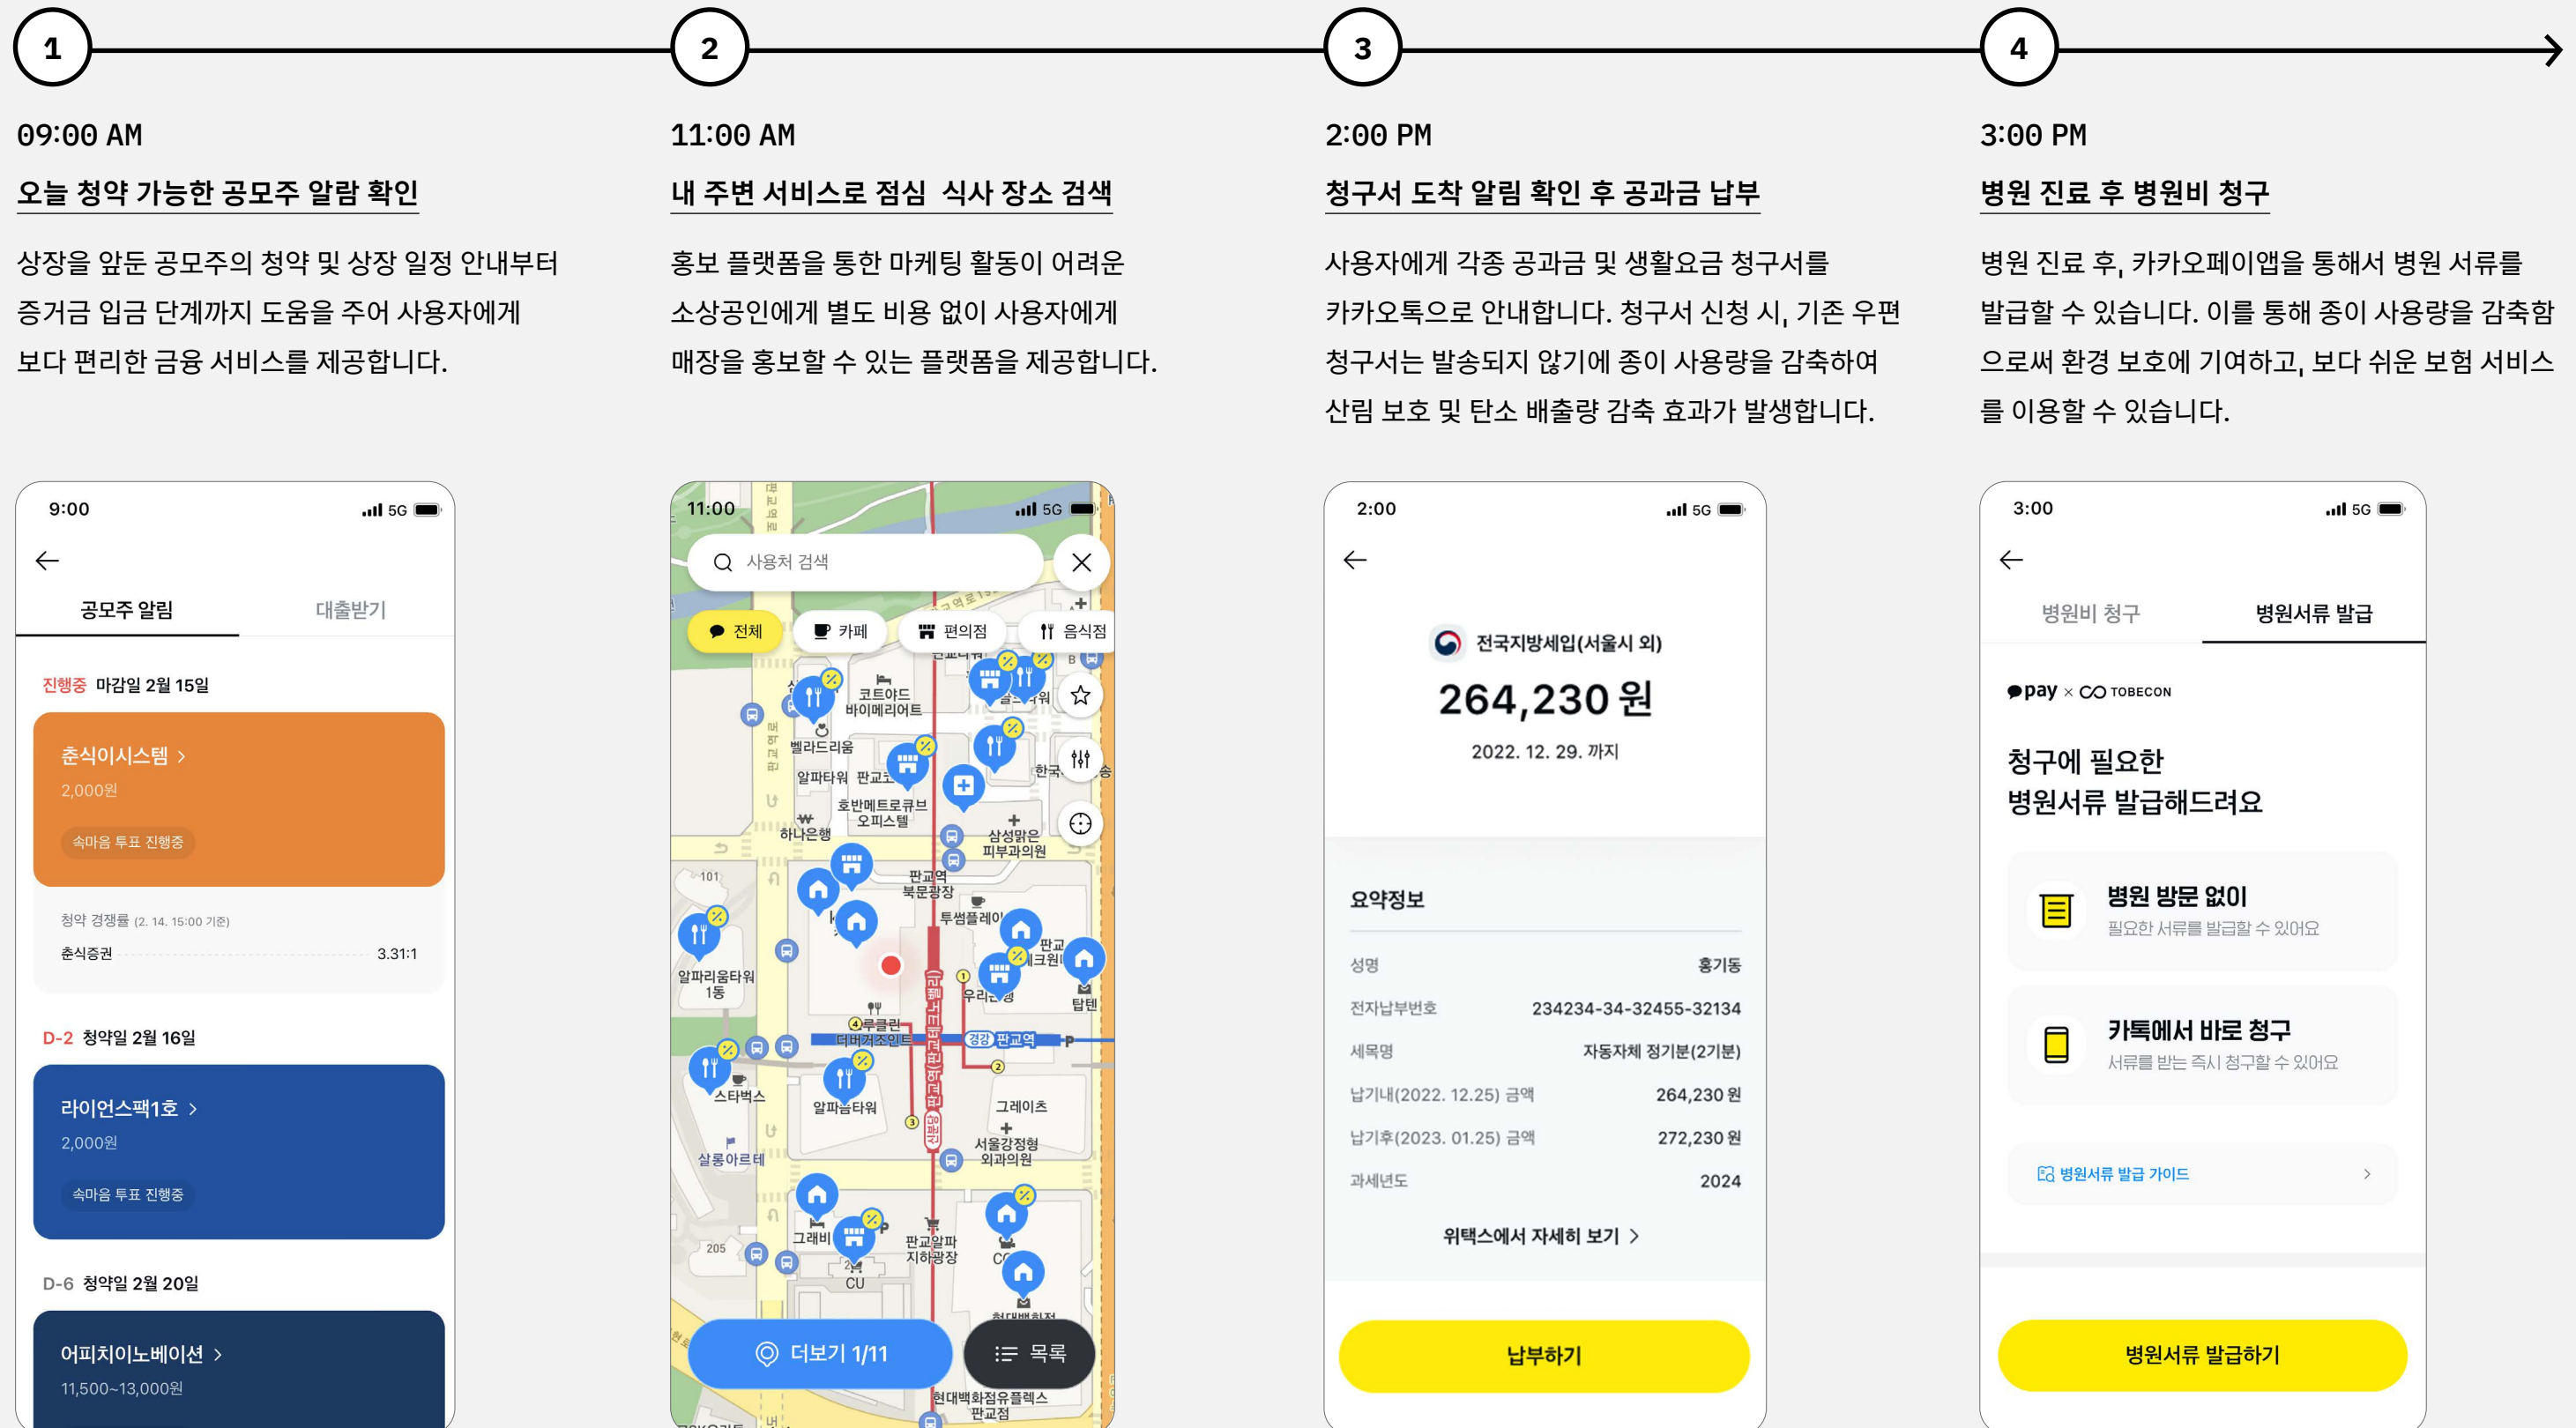 1
2
3
4
09:00 AM
오늘 청약 가능한 공모주 알람 확인
상장을 앞둔 공모주의 청약 및 상장 일정 안내부터
증거금 입금 단계까지 도움을 주어 사용자에게
보다 편리한 금융 서비스를 제공합니다.
11:00 AM
내 주변 서비스로 점심 식사 장소 검색
홍보 플랫폼을 통한 마케팅 활동이 어려운
소상공인에게 별도 비용 없이 사용자에게
매장을 홍보할 수 있는 플랫폼을 제공합니다.
2:00 PM
청구서 도착 알림 확인 후 공과금 납부
사용자에게 각종 공과금 및 생활요금 청구서를
카카오톡으로 안내합니다. 청구서 신청 시, 기존 우편
청구서는 발송되지 않기에 종이 사용량을 감축하여
산림 보호 및 탄소 배출량 감축 효과가 발생합니다.
3:00 PM
병원 진료 후 병원비 청구
병원 진료 후, 카카오페이앱을 통해서 병원 서류를
발급할 수 있습니다. 이를 통해 종이 사용량을 감축함
으로써 환경 보호에 기여하고, 보다 쉬운 보험 서비스
를 이용할 수 있습니다.
9:00
5G
공모주 알림
대출받기
진행중 마감일 2월 15일
춘식이시스템 >
2,000원
속마음 투표 진행중
청약 경쟁률 (2. 14. 15:00 기준)
춘식증권 3.31:1
D-2 청약일 2월 16일
라이언스팩1호 >
2,000원
속마음 투표 진행중
D-6 청약일 2월 20일
어피치이노베이션 >
11,500~13,000원
11:00
5G
판교역로
사용처 검색
전체
카페
편의점
음식점
B
코트야드
바이메리어트
판교역로
벨라드리움
알파타워
호반메트로큐브
오피스텔
하나은행
삼성맑은
피부과의원
101
판교역
북문광장
투썸플레이
알파리움타워
1동
1
탑텐
4
더버거조인트
경강 판교역
P
2
스타벅스
알파돔타워
3
신분당 판교역(판교테크노밸리)
그레이츠
서울강정형
외과의원
살롱아르테
그래비
판교알파
지하광장
205
CU
더보기 1/11
목록
현대백화점유플렉스
판교점
2:00
5G
전국지방세입(서울시 외)
264,230 원
2022. 12. 29. 까지
요약정보
성명 홍기동
전자납부번호 234234-34-32455-32134
세목명 자동자체 정기분(2기분)
납기내(2022. 12.25) 금액 264,230 원
납기후(2023. 01.25) 금액 272,230 원
과세년도 2024
위택스에서 자세히 보기 >
납부하기
3:00
5G
병원비 청구
병원서류 발급
pay × TOBECON
청구에 필요한
병원서류 발급해드려요
병원 방문 없이
필요한 서류를 발급할 수 있어요
카톡에서 바로 청구
서류를 받는 즉시 청구할 수 있어요
병원서류 발급 가이드 >
병원서류 발급하기